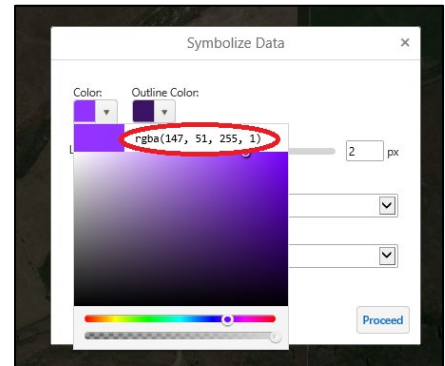 Symbolize Data ×
Color: Outline Color:
rgba(147, 51, 255, 1)
L
2 px
Proceed